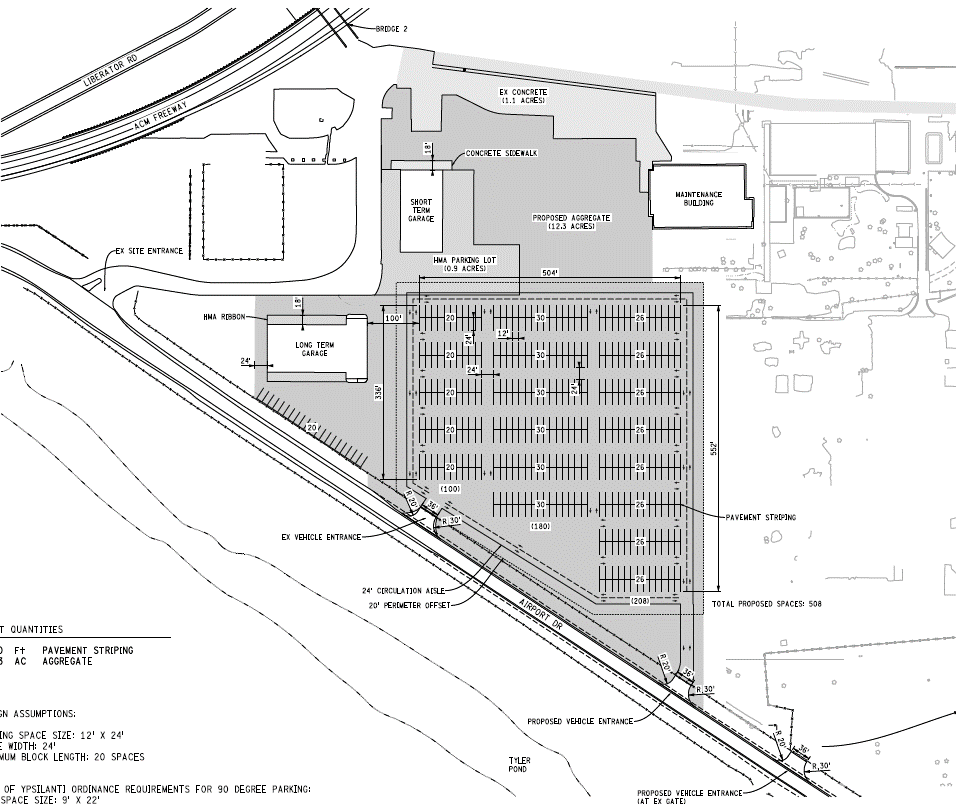 BRIDGE 2
LIBERATOR RD
ACM FREEWAY
EX CONCRETE
(1.1 ACRES)
18'
CONCRETE SIDEWALK
SHORT
TERM
GARAGE
MAINTENANCE
BUILDING
PROPOSED AGGREGATE
(12.3 ACRES)
EX SITE ENTRANCE
HMA PARKING LOT
(0.9 ACRES)
504'
18'
HMA RIBBON
100'
20
30
26
12'
24'
LONG TERM
GARAGE
24'
20
30
26
24'
336'
20
30
26
24'
20
20
30
26
552'
20
30
26
(100)
R 20'
36'
R 30'
30
26
(180)
PAVEMENT STRIPING
EX VEHICLE ENTRANCE
26
26
24' CIRCULATION AISLE
20' PERIMETER OFFSET
(208)
TOTAL PROPOSED SPACES: 508
AIRPORT DR
T QUANTITIES
Ft PAVEMENT STRIPING
AC AGGREGATE
R 20'
36'
R 30'
GN ASSUMPTIONS:
PROPOSED VEHICLE ENTRANCE
ING SPACE SIZE: 12' X 24'
E WIDTH: 24'
MUM BLOCK LENGTH: 20 SPACES
R 20'
36'
R 30'
TYLER
POND
OF YPSILANTI ORDINANCE REQUIREMENTS FOR 90 DEGREE PARKING:
SPACE SIZE: 9' X 22'
PROPOSED VEHICLE ENTRANCE
(AT EX GATE)